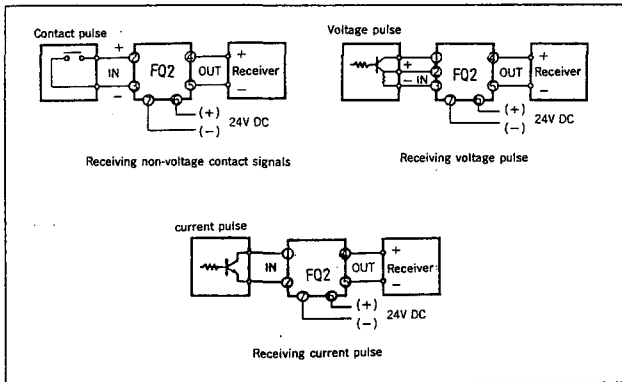 Contact pulse
+
IN
−
FQ2
OUT
+
Receiver
−
(+)
(−)
24V DC
Receiving non-voltage contact signals
Voltage pulse
+
− IN
FQ2
OUT
+
Receiver
−
(+)
(−)
24V DC
Receiving voltage pulse
current pulse
IN
FQ2
OUT
+
Receiver
−
(+)
(−)
24V DC
Receiving current pulse